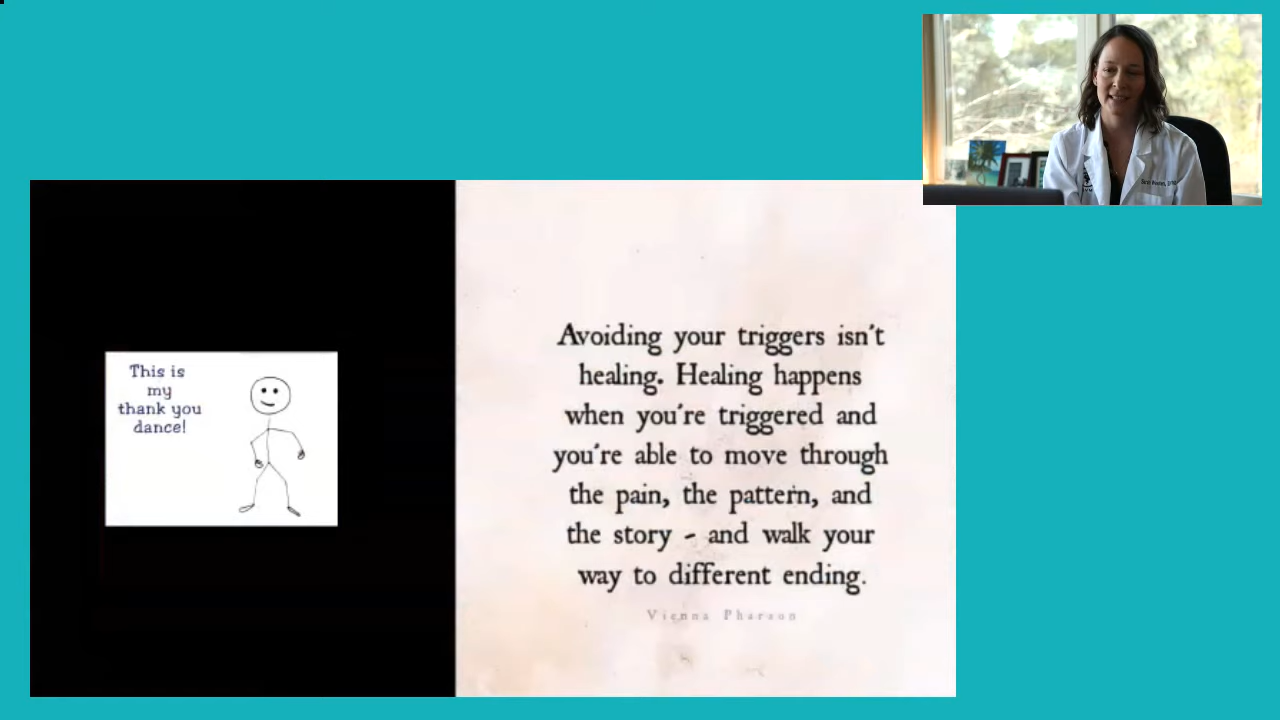 This is
my
thank you
dance!
Avoiding your triggers isn't
healing. Healing happens
when you're triggered and
you're able to move through
the pain, the pattern, and
the story - and walk your
way to different ending.
Vienna Pharaon